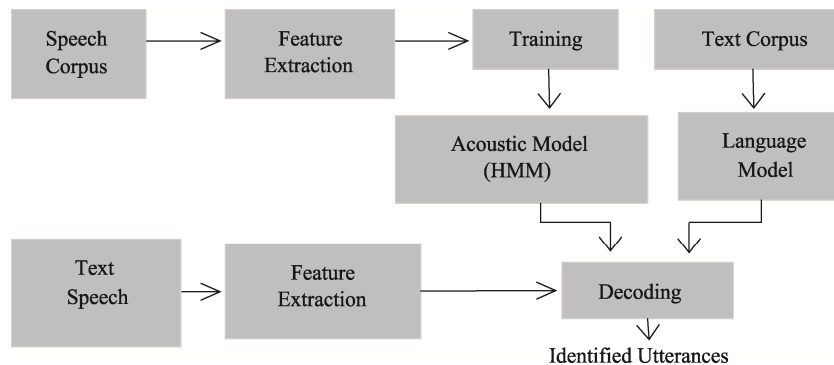 Speech
Corpus
Feature
Extraction
Training
Text Corpus
Acoustic Model
(HMM)
Language
Model
Text
Speech
Feature
Extraction
Decoding
Identified Utterances